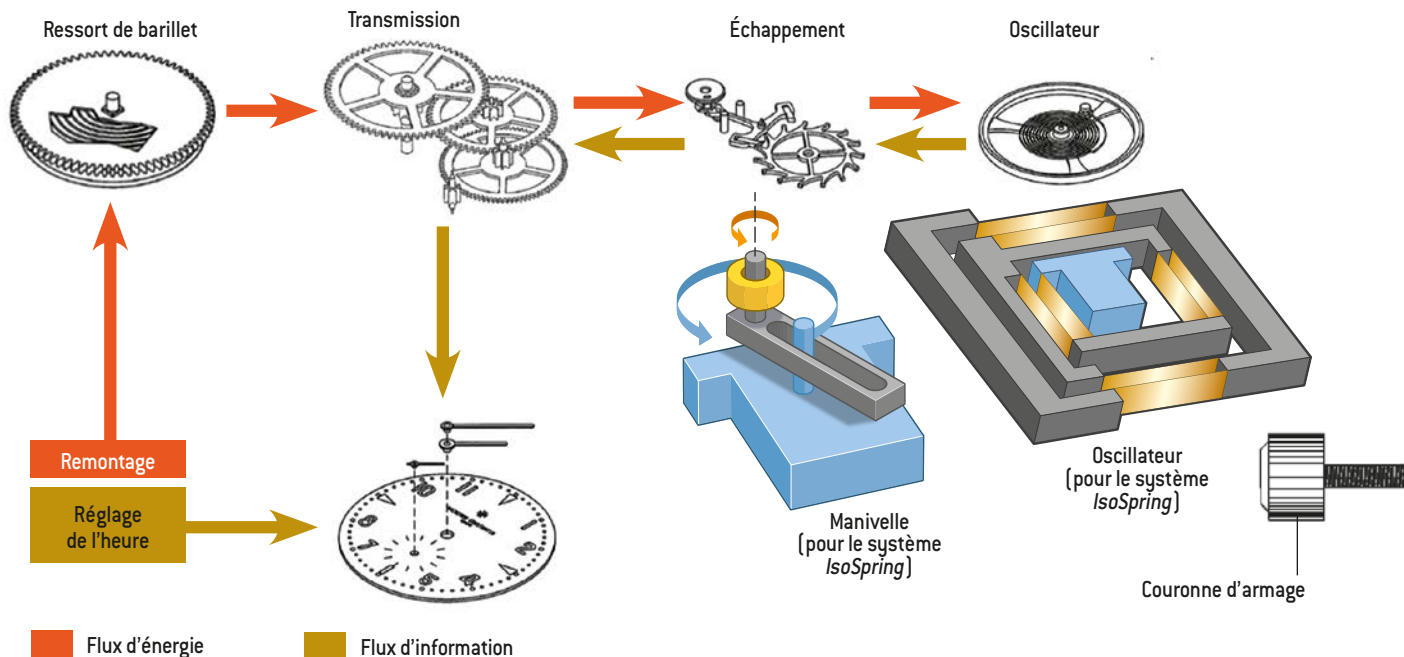 Ressort de barillet
Transmission
Échappement
Oscillateur
Remontage
Réglage
de l'heure
Manivelle
(pour le système
IsoSpring)
Oscillateur
(pour le système
IsoSpring)
Couronne d'armage
Flux d'énergie
Flux d'information